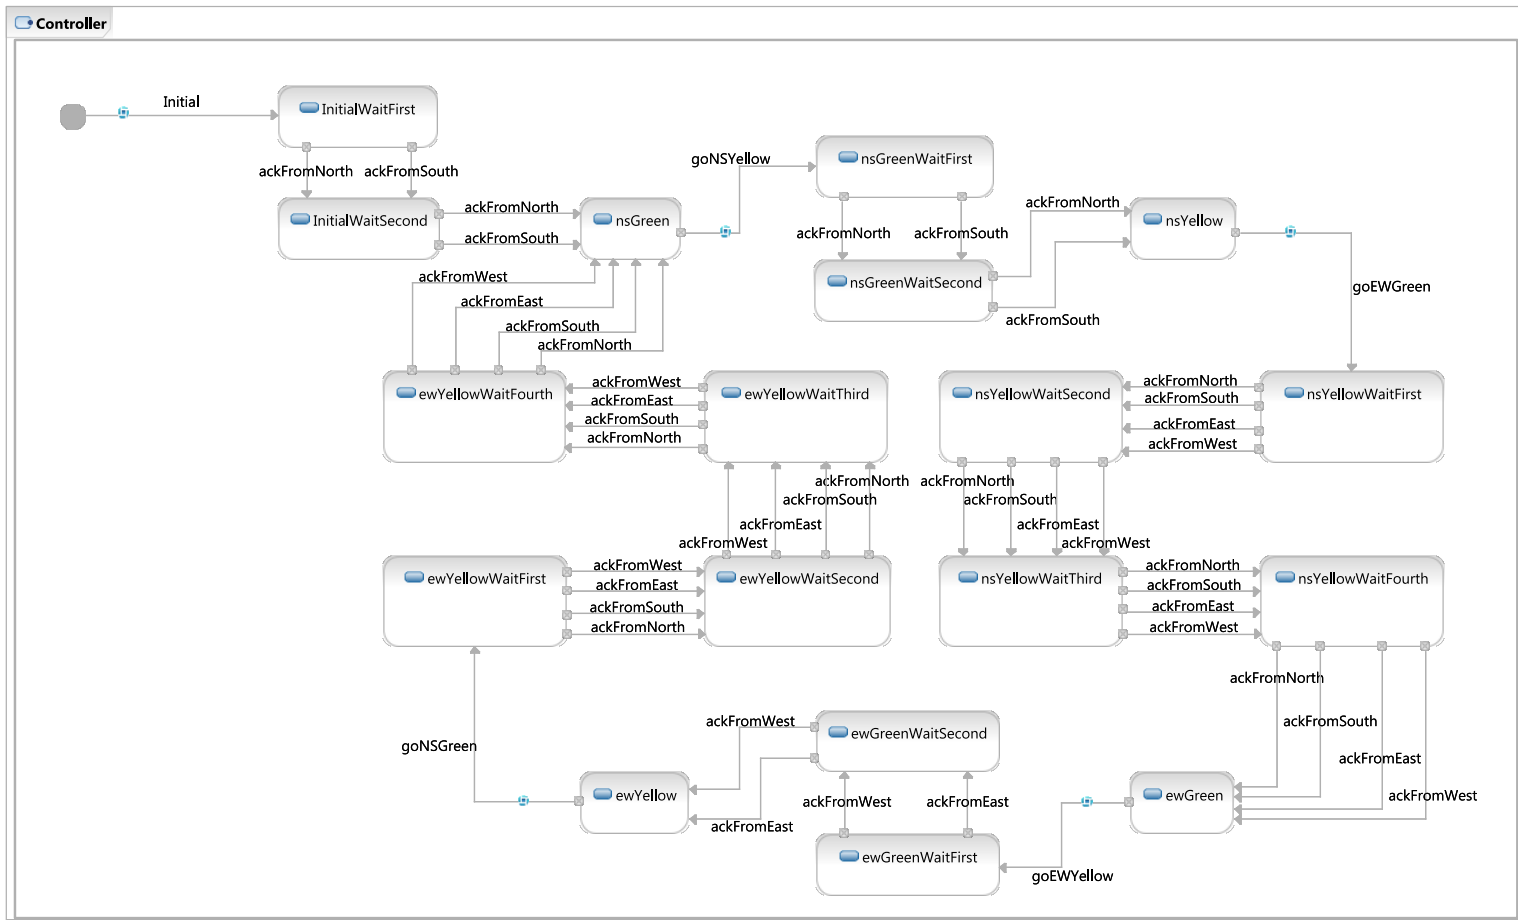 Controller
Initial
InitialWaitFirst
ackFromNorth
ackFromSouth
InitialWaitSecond
ackFromNorth
ackFromSouth
nsGreen
goNSYellow
nsGreenWaitFirst
ackFromNorth
ackFromSouth
nsGreenWaitSecond
ackFromNorth
ackFromSouth
nsYellow
goEWGreen
ackFromWest
ackFromEast
ackFromSouth
ackFromNorth
ewYellowWaitFourth
ackFromWest
ackFromEast
ackFromSouth
ackFromNorth
ewYellowWaitThird
nsYellowWaitSecond
ackFromNorth
ackFromSouth
ackFromEast
ackFromWest
nsYellowWaitFirst
ackFromNorth
ackFromSouth
ackFromEast
ackFromWest
ackFromNorth
ackFromSouth
ackFromEast
ackFromWest
ewYellowWaitFirst
ackFromWest
ackFromEast
ackFromSouth
ackFromNorth
ewYellowWaitSecond
nsYellowWaitThird
ackFromNorth
ackFromSouth
ackFromEast
ackFromWest
nsYellowWaitFourth
ackFromNorth
ackFromSouth
ackFromEast
ackFromWest
goNSGreen
ewYellow
ackFromWest
ackFromEast
ewGreenWaitSecond
ackFromWest
ackFromEast
ewGreenWaitFirst
goEWYellow
ewGreen